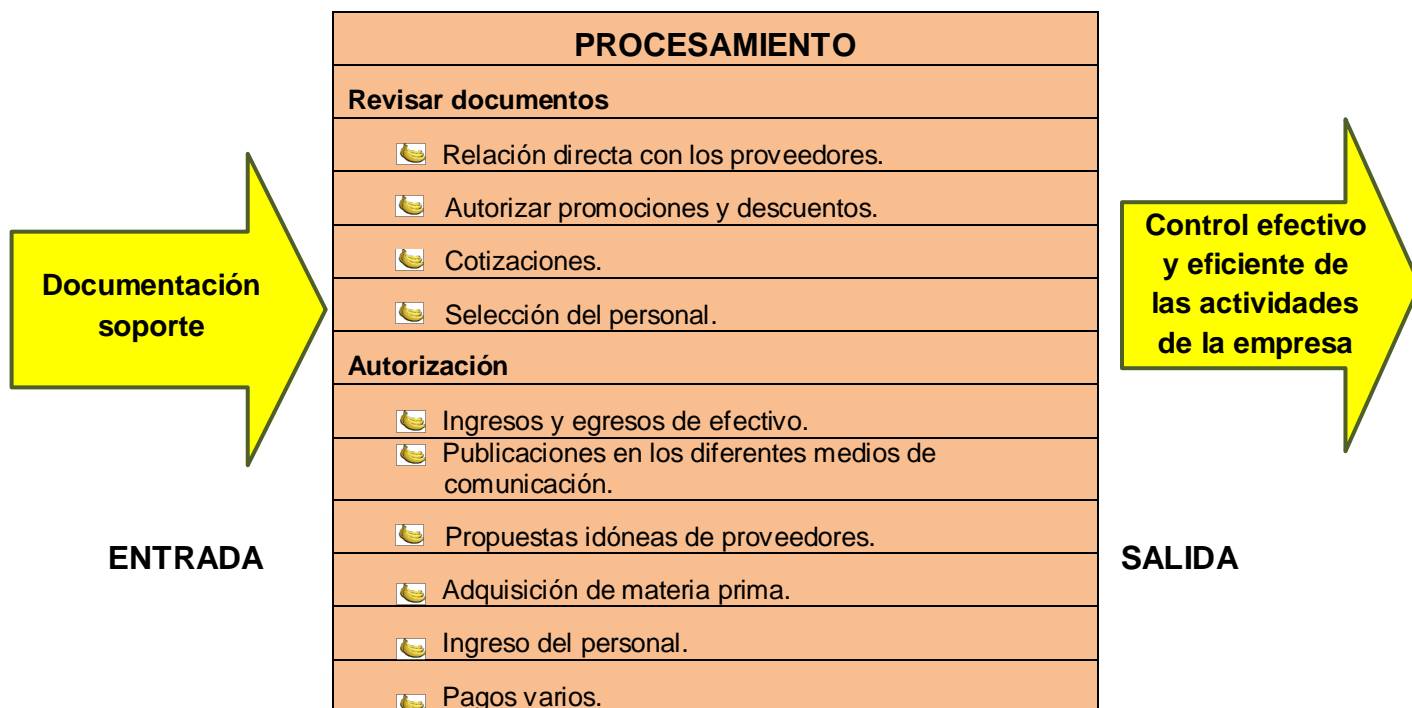 PROCESAMIENTO
Revisar documentos
Relación directa con los proveedores.
Autorizar promociones y descuentos.
Cotizaciones.
Selección del personal.
Autorización
Ingresos y egresos de efectivo.
Publicaciones en los diferentes medios de
comunicación.
Propuestas idóneas de proveedores.
Adquisición de materia prima.
Ingreso del personal.
Pagos varios.
Documentación
soporte
ENTRADA
Control efectivo
y eficiente de
las actividades
de la empresa
SALIDA